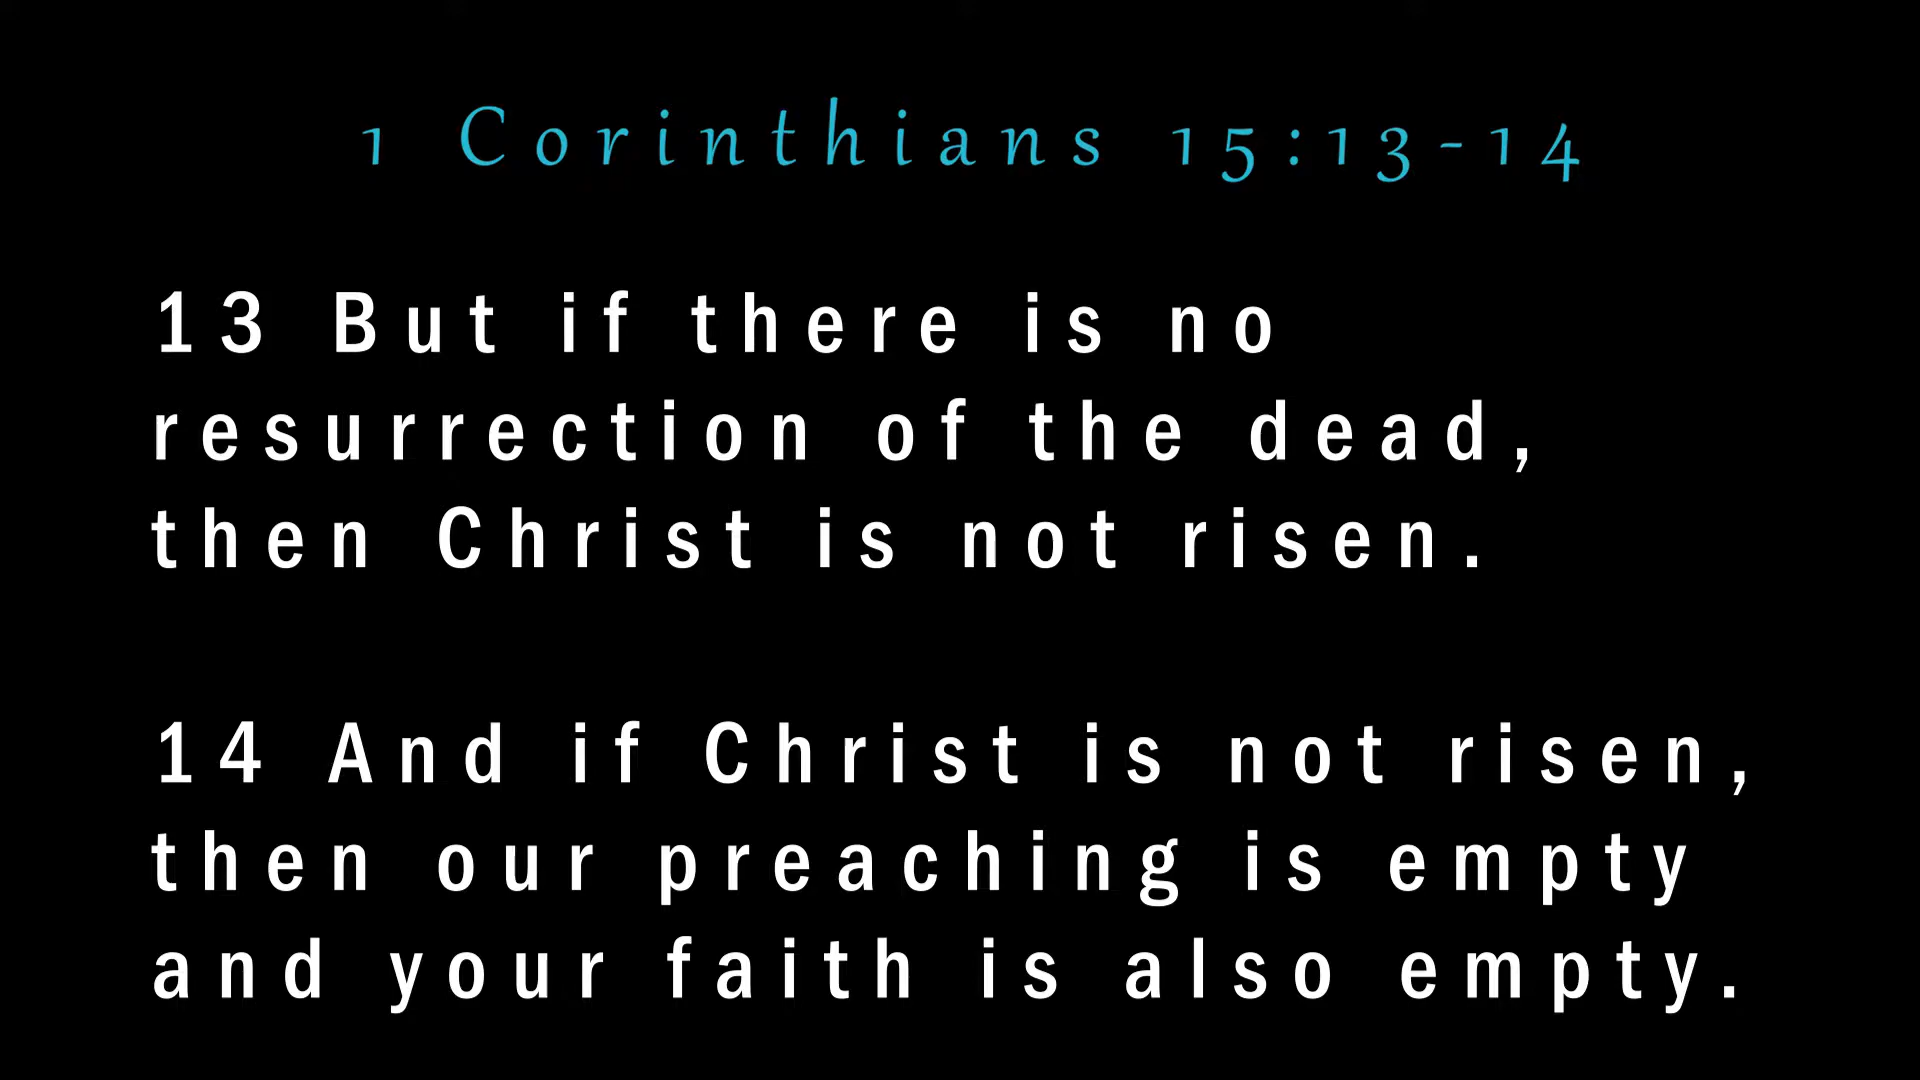 1 Corinthians 15:13-14
13 But if there is no
resurrection of the dead,
then Christ is not risen.
14 And if Christ is not risen,
then our preaching is empty
and your faith is also empty.